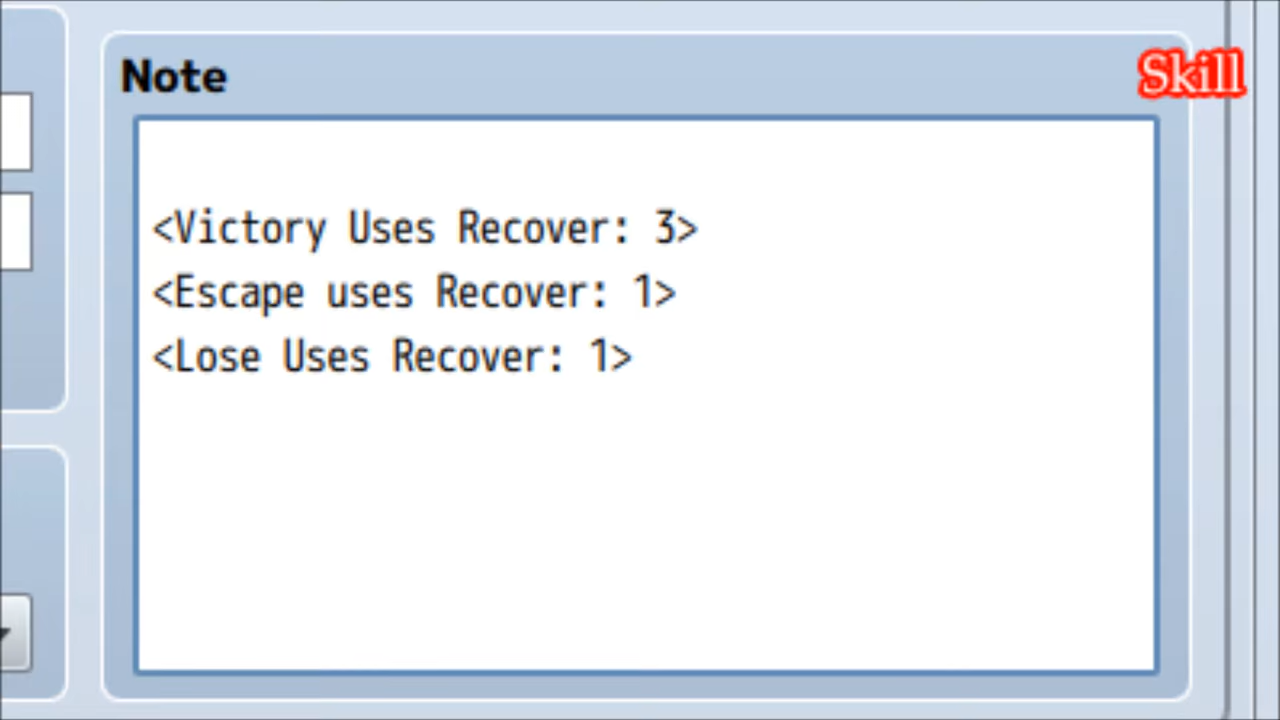 Note
Skill
<Victory Uses Recover: 3>
<Escape uses Recover: 1>
<Lose Uses Recover: 1>